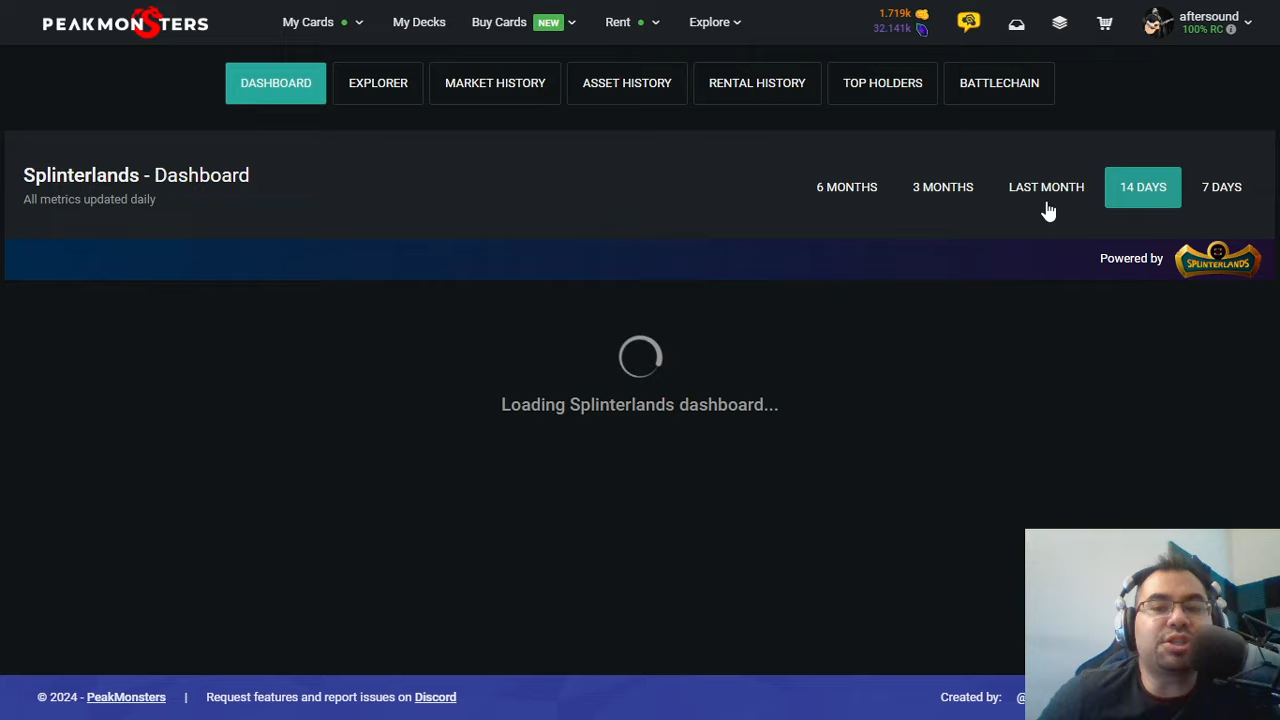 PEAKMONSTERS My Cards My Decks Buy Cards NEW Rent Explore 1.719k 32.141k aftersound 100% RC
DASHBOARD EXPLORER MARKET HISTORY ASSET HISTORY RENTAL HISTORY TOP HOLDERS BATTLECHAIN
Splinterlands - Dashboard
All metrics updated daily
6 MONTHS 3 MONTHS LAST MONTH 14 DAYS 7 DAYS
Powered by SPLINTERLANDS
Loading Splinterlands dashboard...
© 2024 - PeakMonsters | Request features and report issues on Discord Created by: @